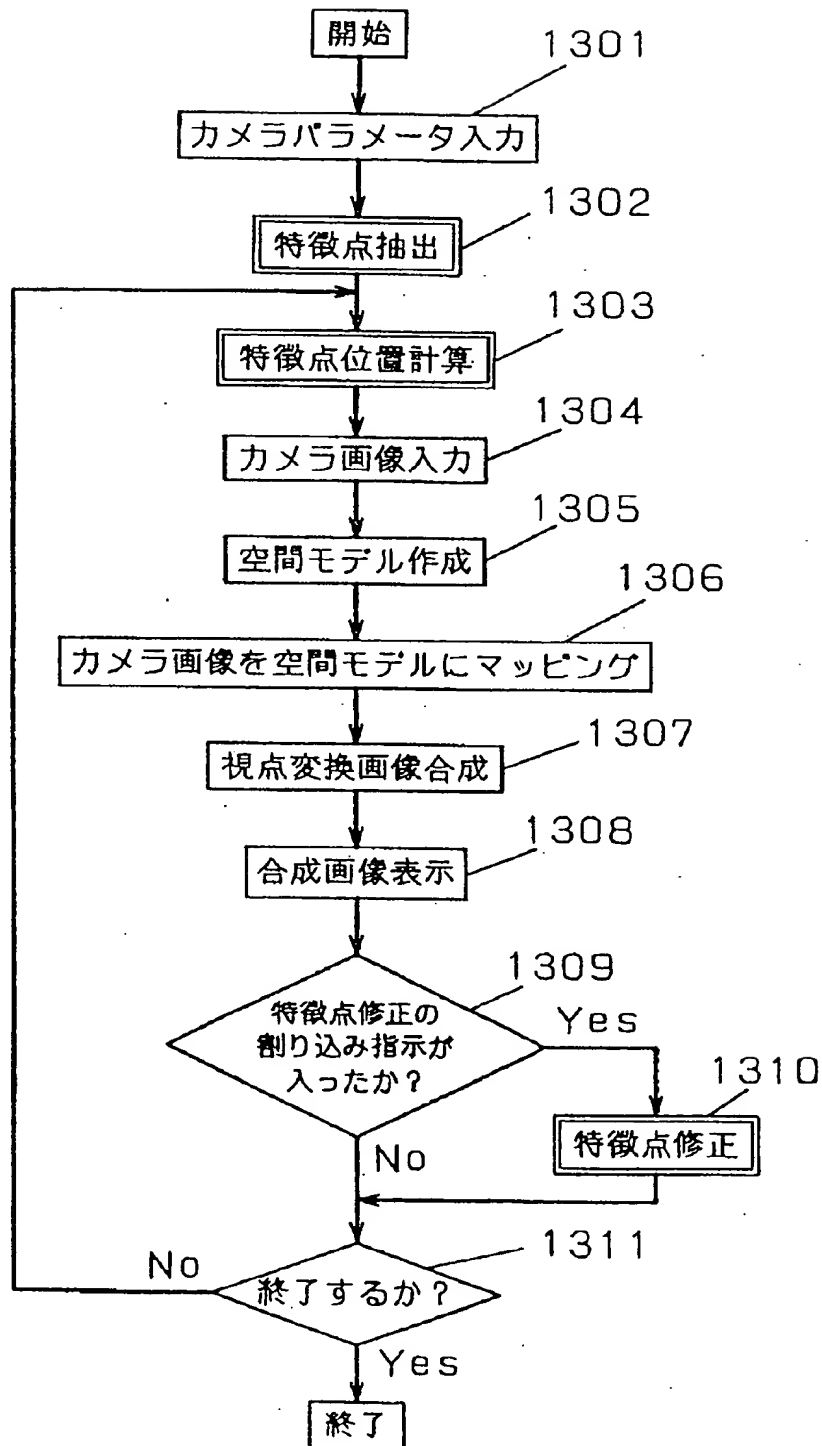 開始
1301
カメラパラメータ入力
1302
特徴点抽出
1303
特徴点位置計算
1304
カメラ画像入力
1305
空間モデル作成
1306
カメラ画像を空間モデルにマッピング
1307
視点変換画像合成
1308
合成画像表示
1309
特徴点修正の
割り込み指示が
入ったか？
Yes
1310
特徴点修正
No
1311
No
終了するか？
Yes
終了